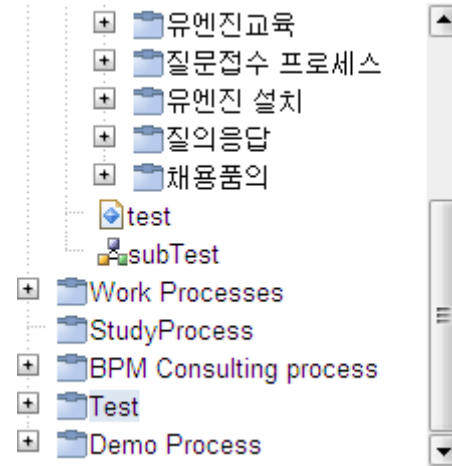 유엔진교육
질문접수 프로세스
유엔진 설치
질의응답
채용품의
test
subTest
Work Processes
StudyProcess
BPM Consulting process
Test
Demo Process